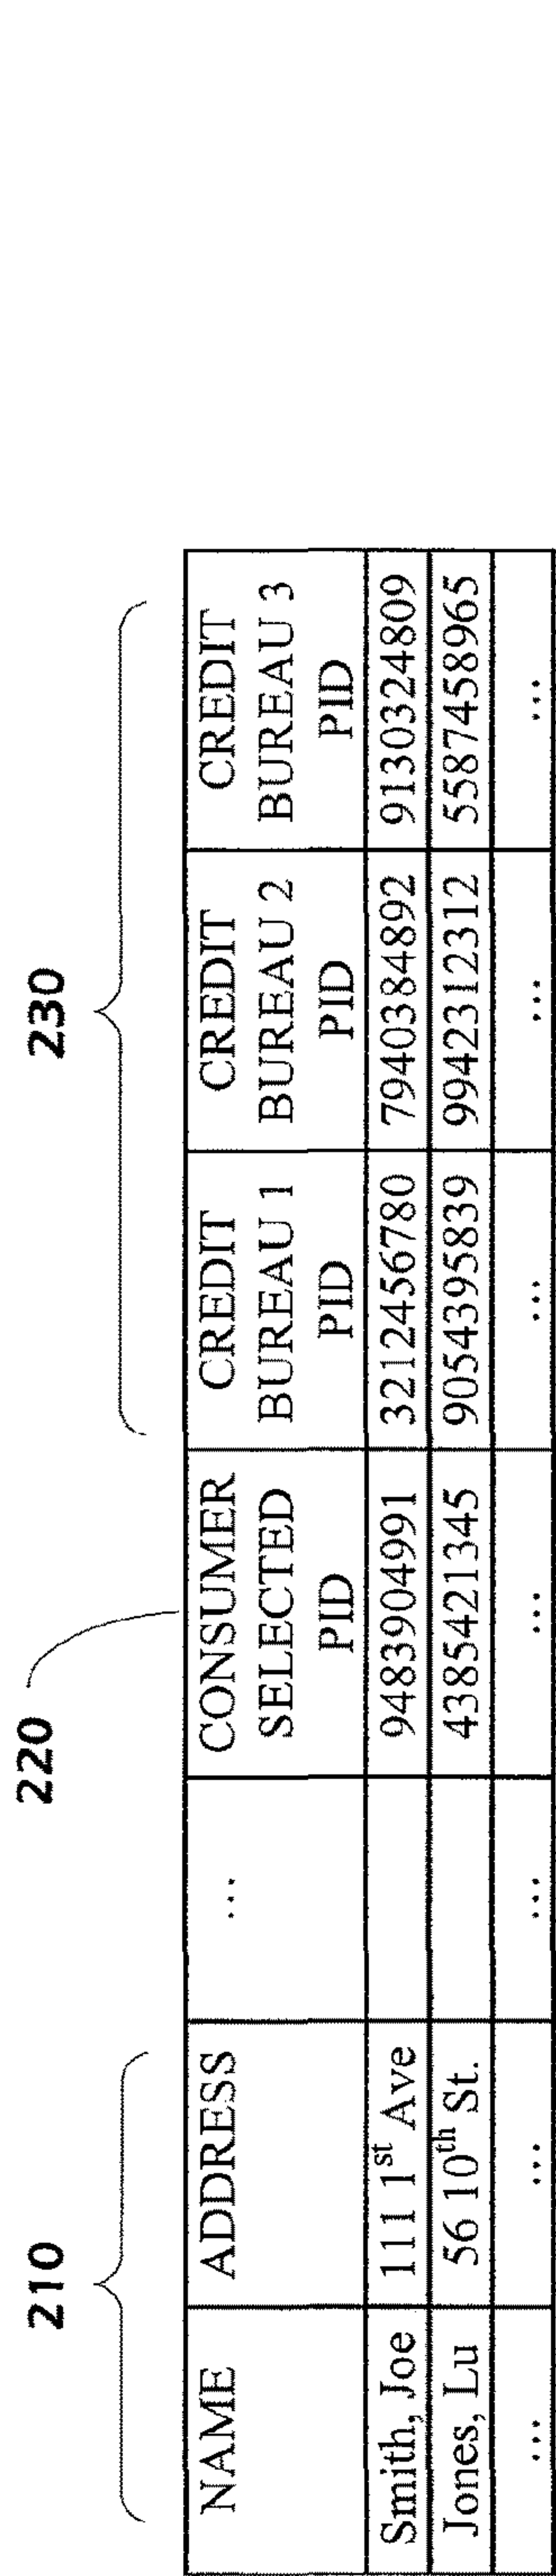 210
220
230
NAME
ADDRESS
...
CONSUMER
SELECTED
PID
CREDIT
BUREAU 1
PID
CREDIT
BUREAU 2
PID
CREDIT
BUREAU 3
PID
Smith, Joe
111 1st Ave
9483904991
3212456780
7940384892
9130324809
Jones, Lu
56 10th St.
4385421345
9054395839
9942312312
5587458965
...
...
...
...
...
...
...